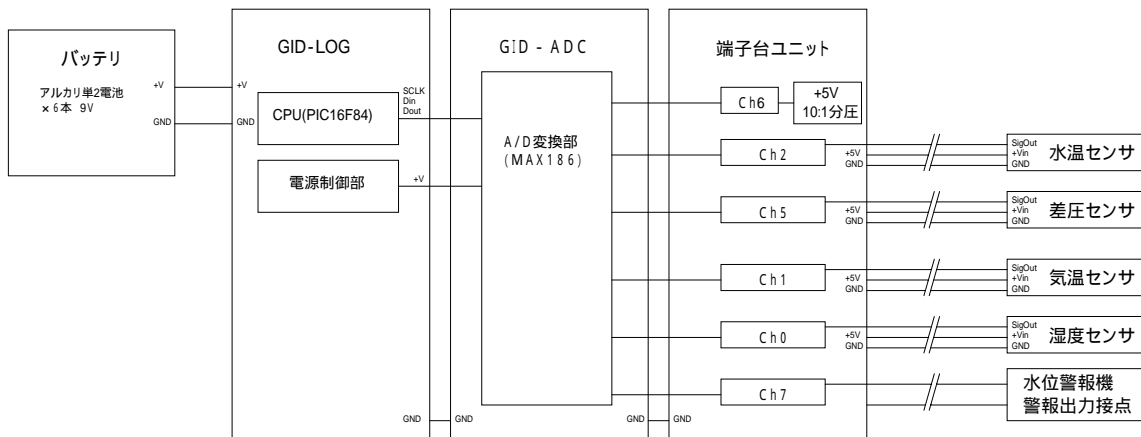 バッテリ
アルカリ単2電池
×6本 9V
+V
GND
GID-LOG
+V
GND
CPU(PIC16F84)
SCLK
Din
Dout
電源制御部
+V
GND
GID - ADC
A/D変換部
(MAX186)
GND
GND
端子台ユニット
Ch6
+5V
10:1分圧
Ch2
+5V
GND
SigOut
+Vin
GND
水温センサ
Ch5
+5V
GND
SigOut
+Vin
GND
差圧センサ
Ch1
+5V
GND
SigOut
+Vin
GND
気温センサ
Ch0
+5V
GND
SigOut
+Vin
GND
湿度センサ
Ch7
水位警報機
警報出力接点
GND